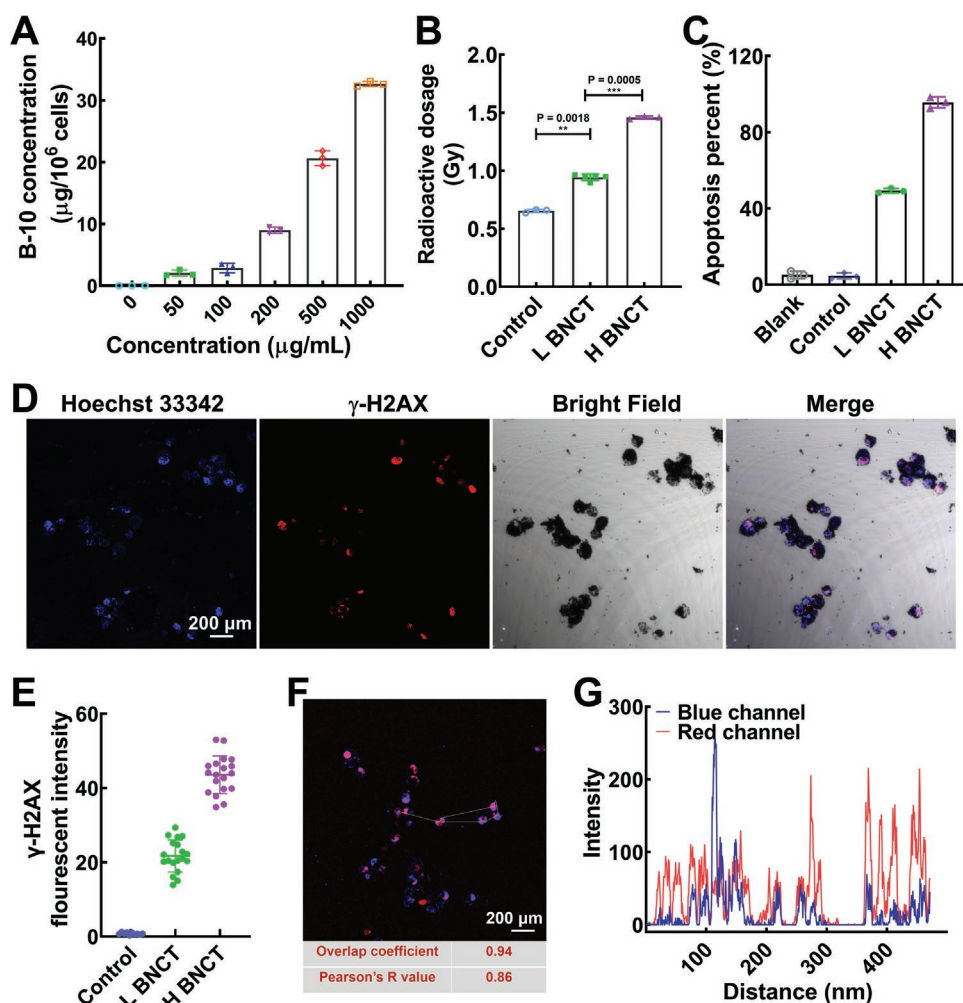 A
B-10 concentration
(μg/10⁶ cells)
40
30
20
10
0
0
50
100
200
500
1000
Concentration (μg/mL)
B
Radioactive dosage
(Gy)
2.0
1.5
1.0
0.5
0.0
P = 0.0005
***
P = 0.0018
**
Control
L BNCT
H BNCT
C
Apoptosis percent (%)
120
80
40
0
Blank
Control
L BNCT
H BNCT
D
Hoechst 33342
γ-H2AX
Bright Field
Merge
200 μm
200 μm
E
γ-H2AX
flourescent intensity
60
40
20
0
Control
L BNCT
H BNCT
F
200 μm
Overlap coefficient 0.94
Pearson's R value 0.86
G
Intensity
300
200
100
0
Blue channel
Red channel
100
200
300
400
Distance (nm)